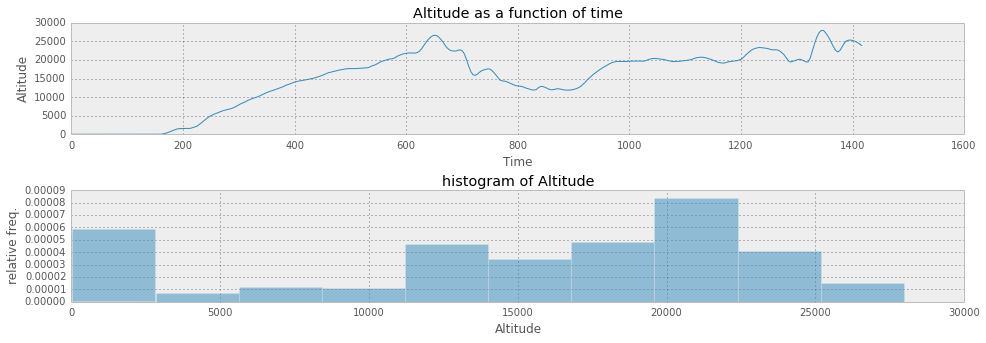 Altitude as a function of time
30000
25000
20000
15000
10000
5000
0
Altitude
0 200 400 600 800 1000 1200 1400 1600
Time
histogram of Altitude
0.00009
0.00008
0.00007
0.00006
0.00005
0.00004
0.00003
0.00002
0.00001
0.00000
relative freq.
0 5000 10000 15000 20000 25000 30000
Altitude